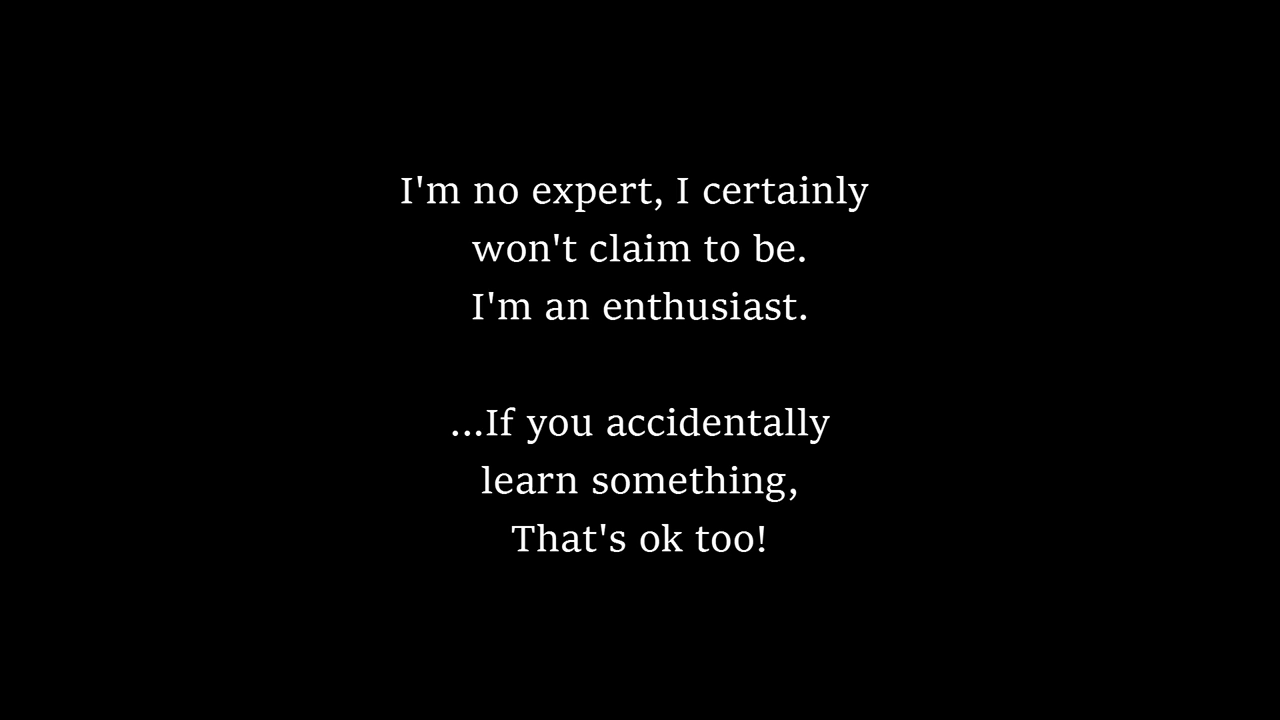 I'm no expert, I certainly
won't claim to be.
I'm an enthusiast.
...If you accidentally
learn something,
That's ok too!